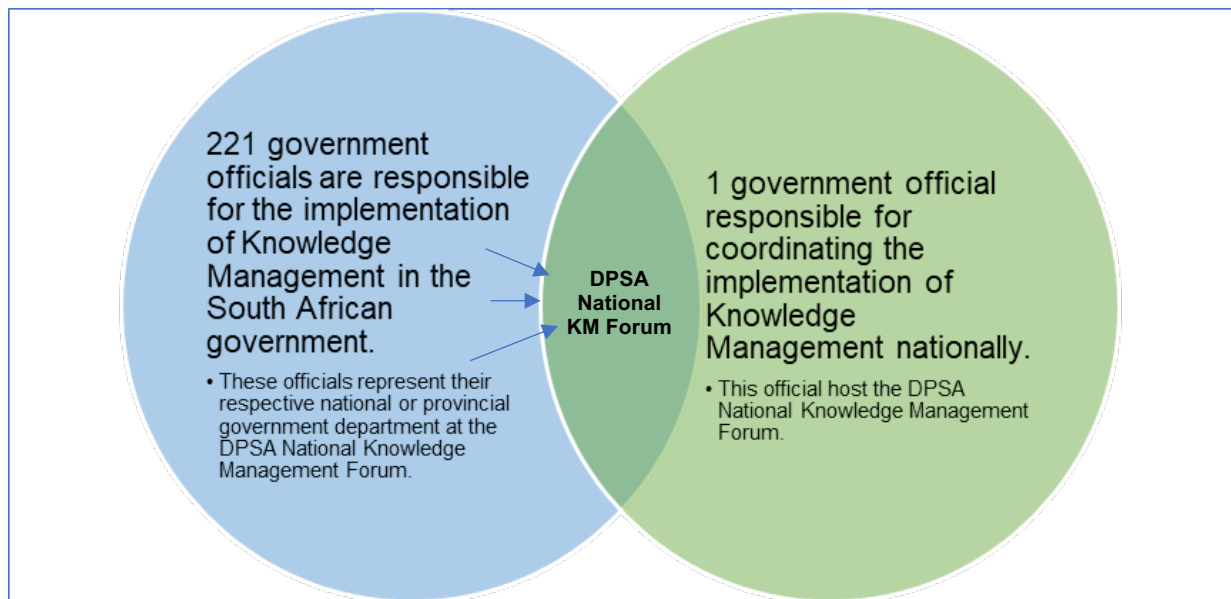 221 government
officials are responsible
for the implementation
of Knowledge
Management in the
South African
government.
• These officials represent their
respective national or provincial
government department at the
DPSA National Knowledge
Management Forum.
DPSA
National
KM Forum
1 government official
responsible for
coordinating the
implementation of
Knowledge
Management nationally.
• This official host the DPSA
National Knowledge Management
Forum.